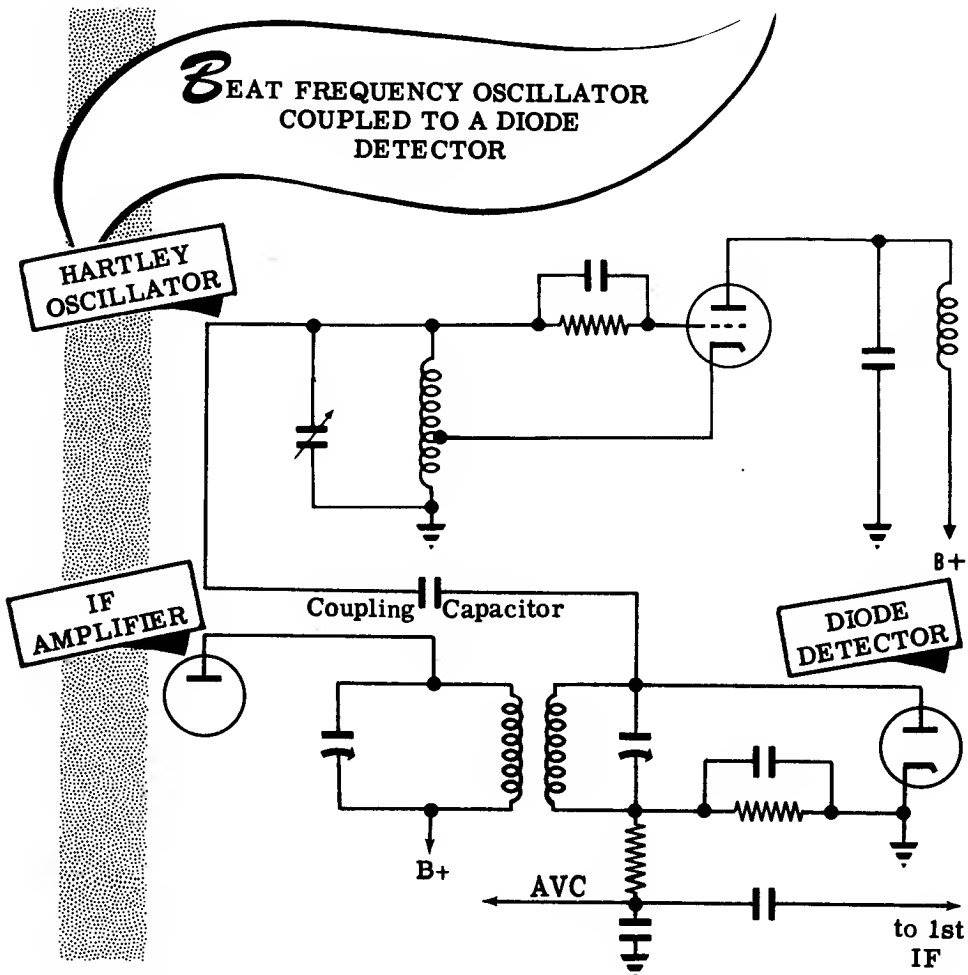 BEAT FREQUENCY OSCILLATOR
COUPLED TO A DIODE
DETECTOR
HARTLEY
OSCILLATOR
B+
IF
AMPLIFIER
Coupling Capacitor
DIODE
DETECTOR
B+
AVC
to 1st
IF